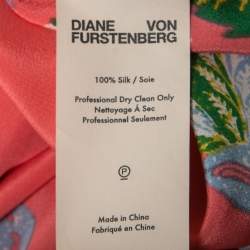 DIANE VON
FURSTENBERG
100% Silk / Soie
Professional Dry Clean Only
Nettoyage À Sec
Professionnel Seulement
P
Made in China
Fabriqué en Chine